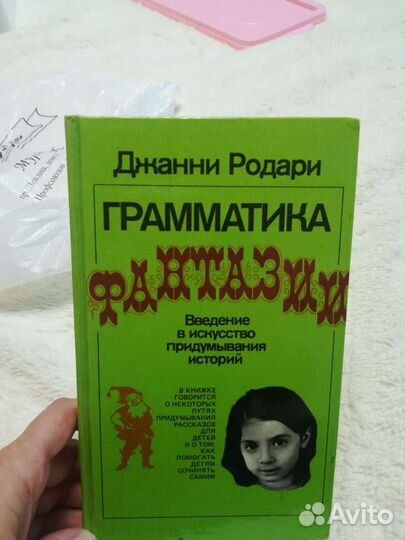 Джанни Родари
ГРАММАТИКА
ФАНТАЗИИ
Введение
в искусство
придумывания
историй
В КНИЖКЕ
ГОВОРИТСЯ
О НЕКОТОРЫХ
ПУТЯХ
ПРИДУМЫВАНИЯ
РАССКАЗОВ
ДЛЯ
ДЕТЕЙ
И О ТОМ,
КАК
ПОМОГАТЬ
ДЕТЯМ
СОЧИНЯТЬ
САМИМ
Avito